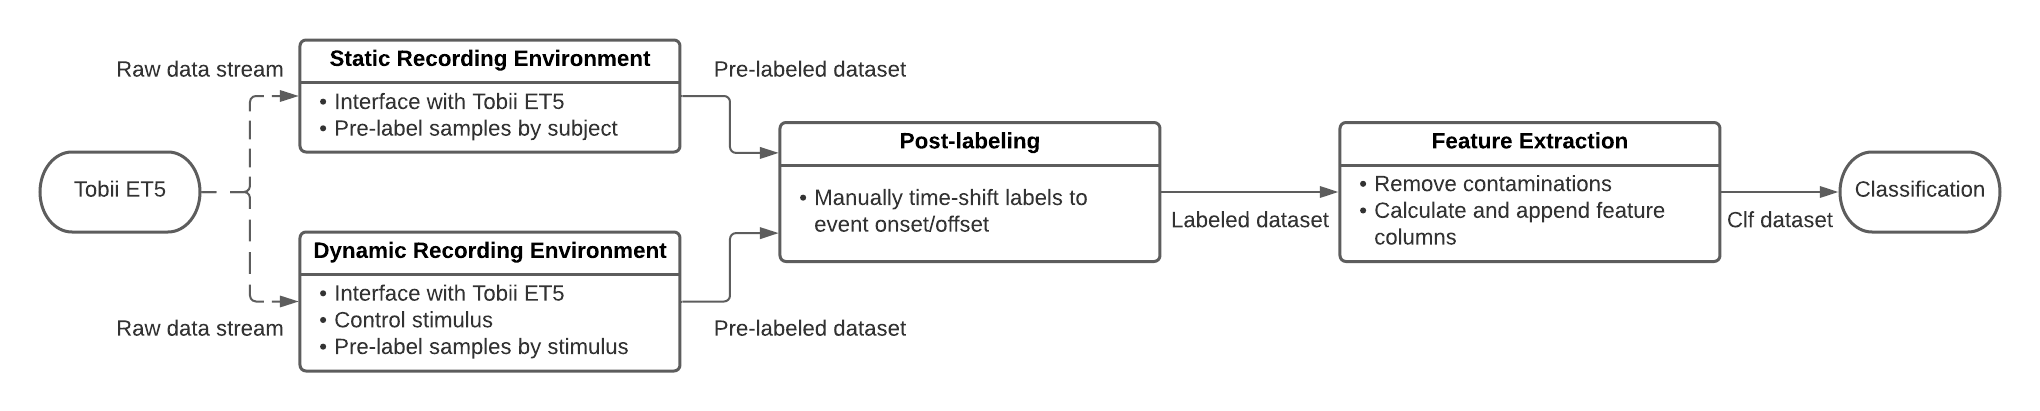 Tobii ET5
Raw data stream
Static Recording Environment
• Interface with Tobii ET5
• Pre-label samples by subject
Pre-labeled dataset
Raw data stream
Dynamic Recording Environment
• Interface with Tobii ET5
• Control stimulus
• Pre-label samples by stimulus
Pre-labeled dataset
Post-labeling
• Manually time-shift labels to
event onset/offset
Labeled dataset
Feature Extraction
• Remove contaminations
• Calculate and append feature
columns
Clf dataset
Classification